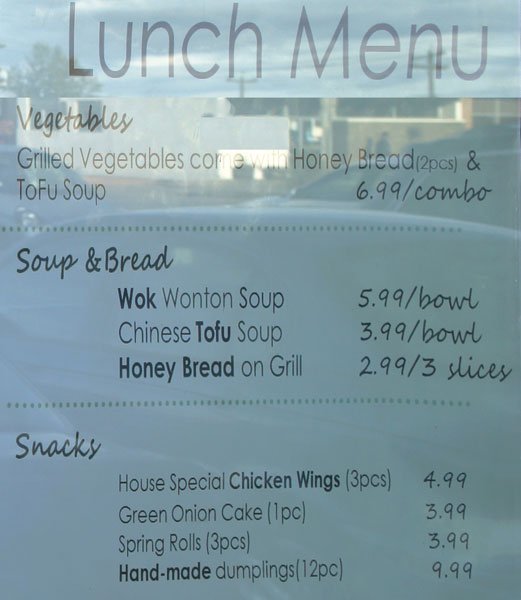 Lunch Menu
Vegetables
Grilled Vegetables come with Honey Bread(2pcs) &
ToFu Soup 6.99/combo
Soup & Bread
Wok Wonton Soup 5.99/bowl
Chinese Tofu Soup 3.99/bowl
Honey Bread on Grill 2.99/3 slices
Snacks
House Special Chicken Wings (3pcs) 4.99
Green Onion Cake (1pc) 3.99
Spring Rolls (3pcs) 3.99
Hand-made dumplings(12pc) 9.99